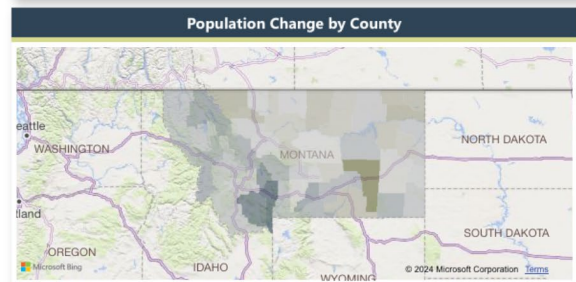 Population Change by County
eattle
WASHINGTON
MONTANA
NORTH DAKOTA
tland
SOUTH DAKOTA
OREGON
IDAHO
WYOMING
Microsoft Bing
© 2024 Microsoft Corporation Terms